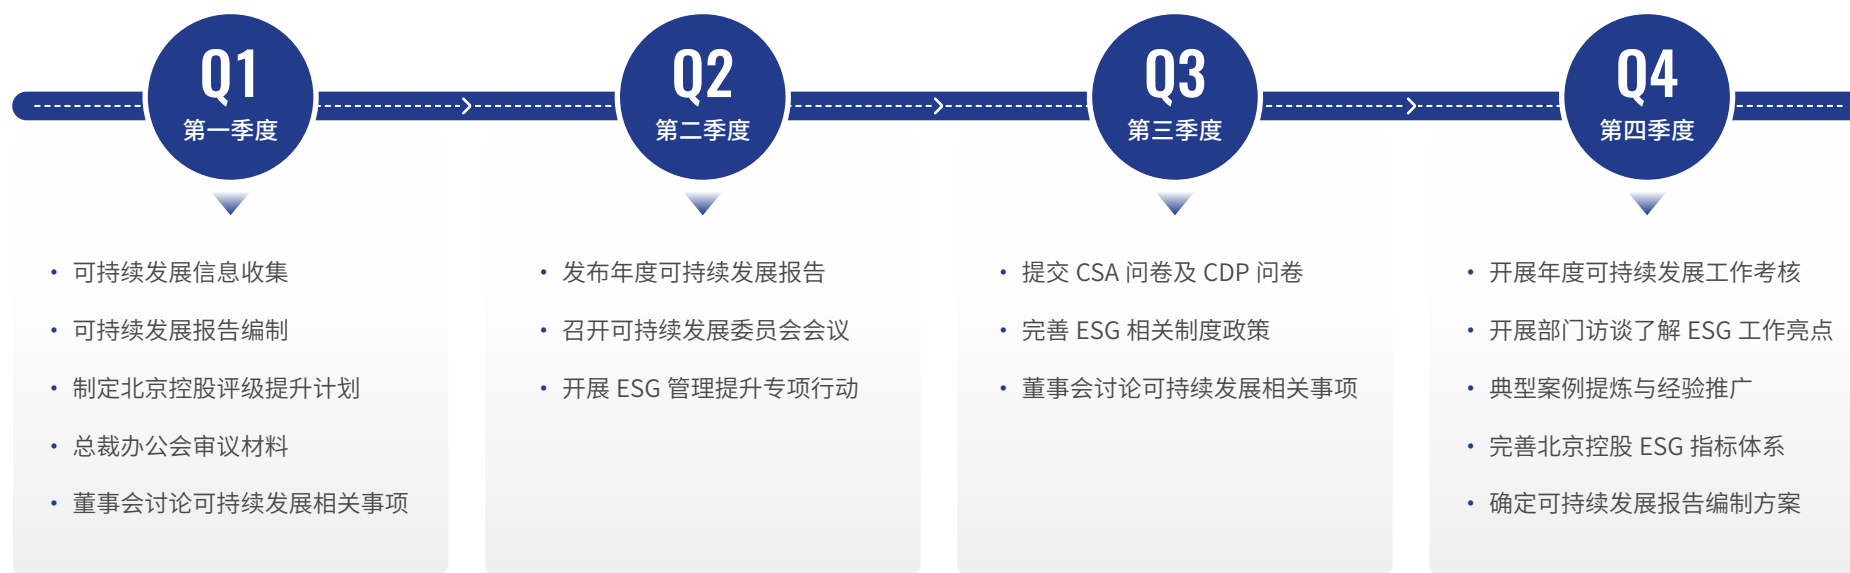 Q1
第一季度
可持续发展信息收集
可持续发展报告编制
制定北京控股评级提升计划
总裁办公会审议材料
董事会讨论可持续发展相关事项
Q2
第二季度
发布年度可持续发展报告
召开可持续发展委员会会议
开展 ESG 管理提升专项行动
Q3
第三季度
提交 CSA 问卷及 CDP 问卷
完善 ESG 相关制度政策
董事会讨论可持续发展相关事项
Q4
第四季度
开展年度可持续发展工作考核
开展部门访谈了解 ESG 工作亮点
典型案例提炼与经验推广
完善北京控股 ESG 指标体系
确定可持续发展报告编制方案